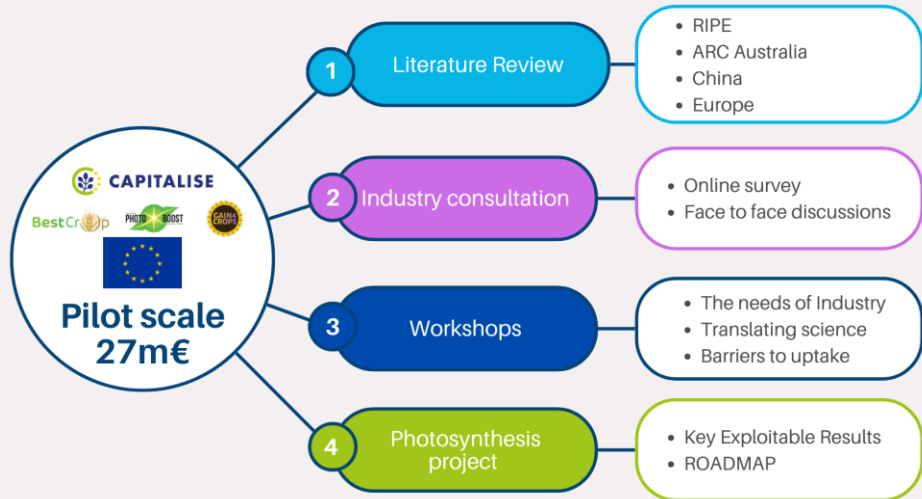 CAPITALISE
BestCrOp
PHOTO BOOST
GAIN4
CROPS
Pilot scale
27m€
1
Literature Review
• RIPE
• ARC Australia
• China
• Europe
2
Industry consultation
• Online survey
• Face to face discussions
3
Workshops
• The needs of Industry
• Translating science
• Barriers to uptake
4
Photosynthesis
project
• Key Exploitable Results
• ROADMAP